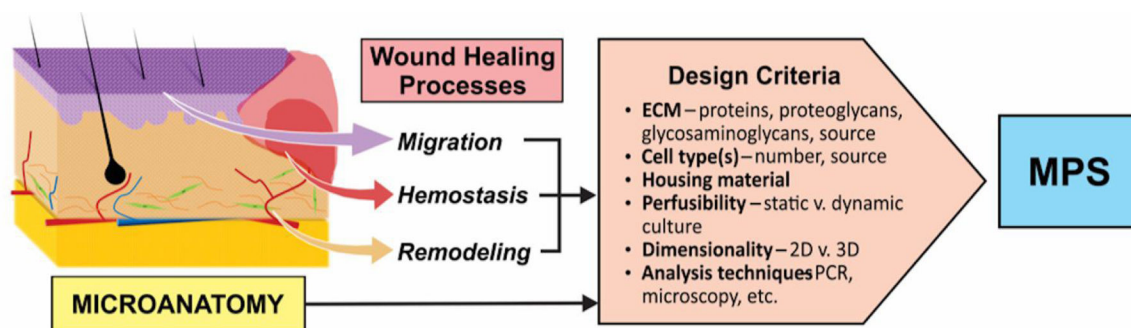 Wound Healing
Processes
Migration
Hemostasis
Remodeling
MICROANATOMY
Design Criteria
• ECM – proteins, proteoglycans,
glycosaminoglycans, source
• Cell type(s) – number, source
• Housing material
• Perfusibility – static v. dynamic
culture
• Dimensionality – 2D v. 3D
• Analysis techniques–PCR,
microscopy, etc.
MPS